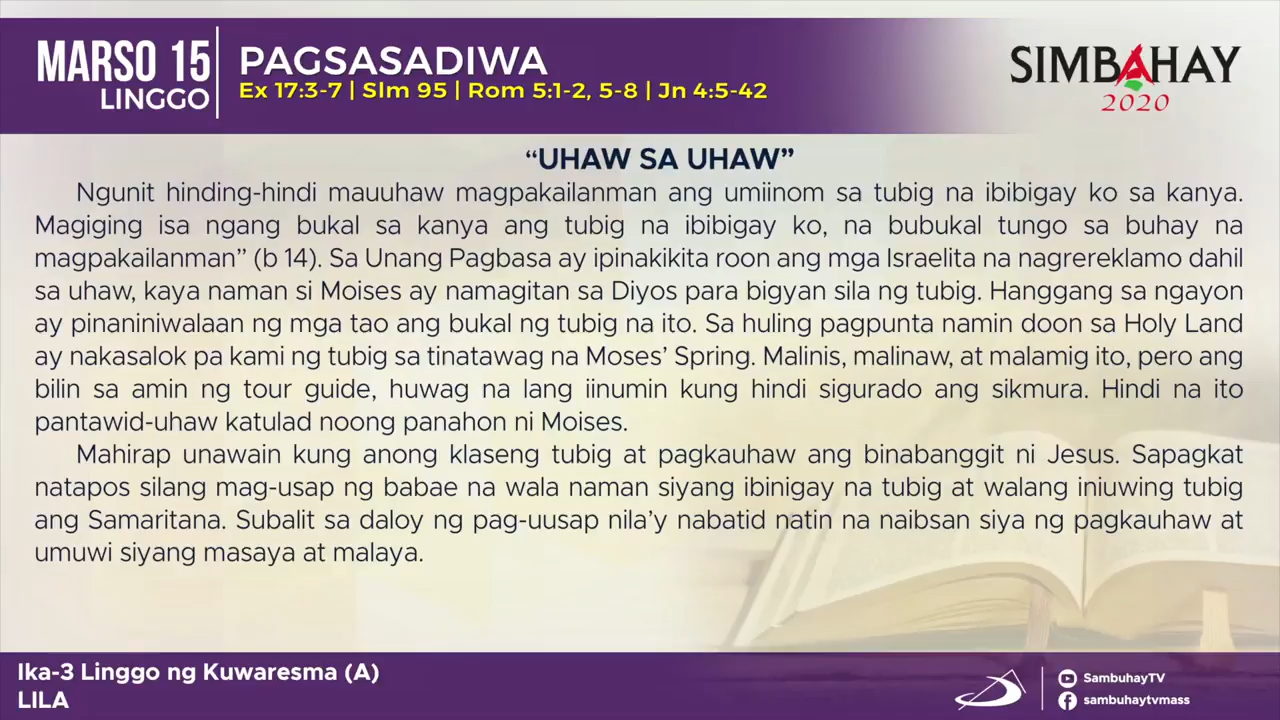 MARSO 15
LINGGO
PAGSASADIWA
Ex 17:3-7 | Slm 95 | Rom 5:1-2, 5-8 | Jn 4:5-42
SIMBAHAY
2020
“UHAW SA UHAW”
Ngunit hinding-hindi mauuhaw magpakailanman ang umiinom sa tubig na ibibigay ko sa kanya.
Magiging isa ngang bukal sa kanya ang tubig na ibibigay ko, na bubukal tungo sa buhay na
magpakailanman” (b 14). Sa Unang Pagbasa ay ipinakikita roon ang mga Israelita na nagrereklamo dahil
sa uhaw, kaya naman si Moises ay namagitan sa Diyos para bigyan sila ng tubig. Hanggang sa ngayon
ay pinaniniwalaan ng mga tao ang bukal ng tubig na ito. Sa huling pagpunta namin doon sa Holy Land
ay nakasalok pa kami ng tubig sa tinatawag na Moses’ Spring. Malinis, malinaw, at malamig ito, pero ang
bilin sa amin ng tour guide, huwag na lang iinumin kung hindi sigurado ang sikmura. Hindi na ito
pantawid-uhaw katulad noong panahon ni Moises.
Mahirap unawain kung anong klaseng tubig at pagkauhaw ang binabanggit ni Jesus. Sapagkat
natapos silang mag-usap ng babae na wala naman siyang ibinigay na tubig at walang iniuwing tubig
ang Samaritana. Subalit sa daloy ng pag-uusap nila’y nabatid natin na naibsan siya ng pagkauhaw at
umuwi siyang masaya at malaya.
Ika-3 Linggo ng Kuwaresma (A)
LILA
SambuhayTV
sambuhaytvmass